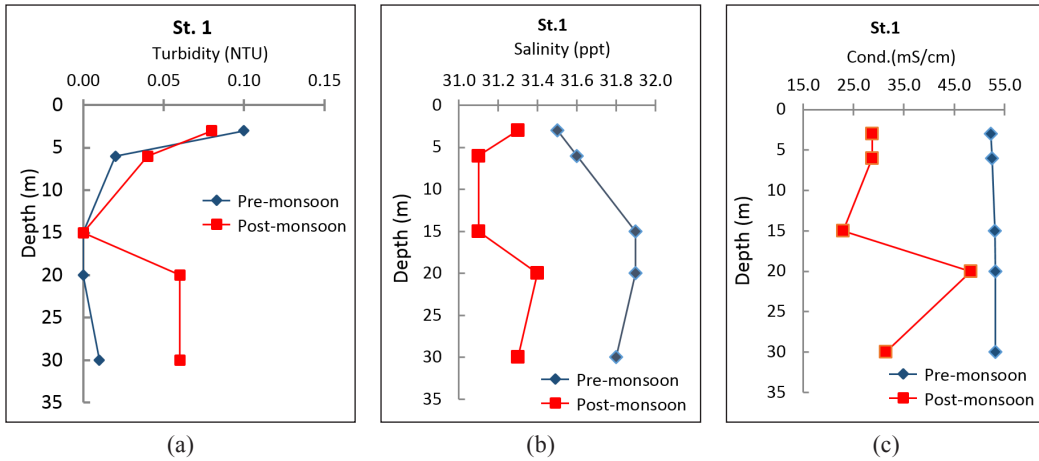 St. 1
Turbidity (NTU)
0.00 0.05 0.10 0.15
0
5
10
15
20
25
30
35
Depth (m)
Pre-monsoon
Post-monsoon
(a)
St.1
Salinity (ppt)
31.0 31.2 31.4 31.6 31.8 32.0
0
5
10
15
20
25
30
35
Depth (m)
Pre-monsoon
Post-monsoon
(b)
St.1
Cond.(mS/cm)
15.0 25.0 35.0 45.0 55.0
0
5
10
15
20
25
30
35
Depth (m)
Pre-monsoon
Post-monsoon
(c)